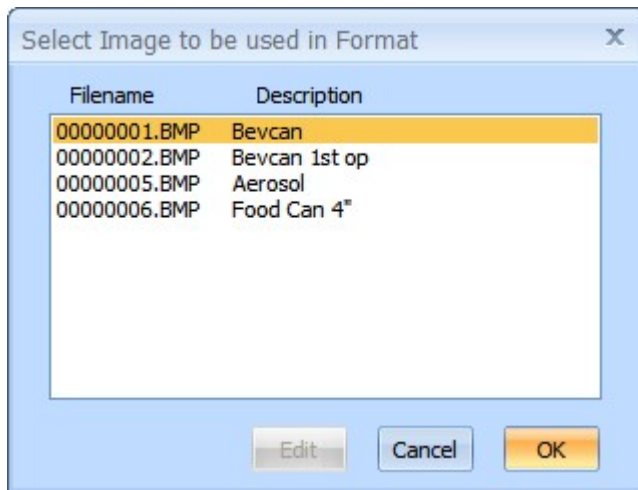 Select Image to be used in Format X
Filename Description
00000001.BMP Bevcan
00000002.BMP Bevcan 1st op
00000005.BMP Aerosol
00000006.BMP Food Can 4"
Edit Cancel OK